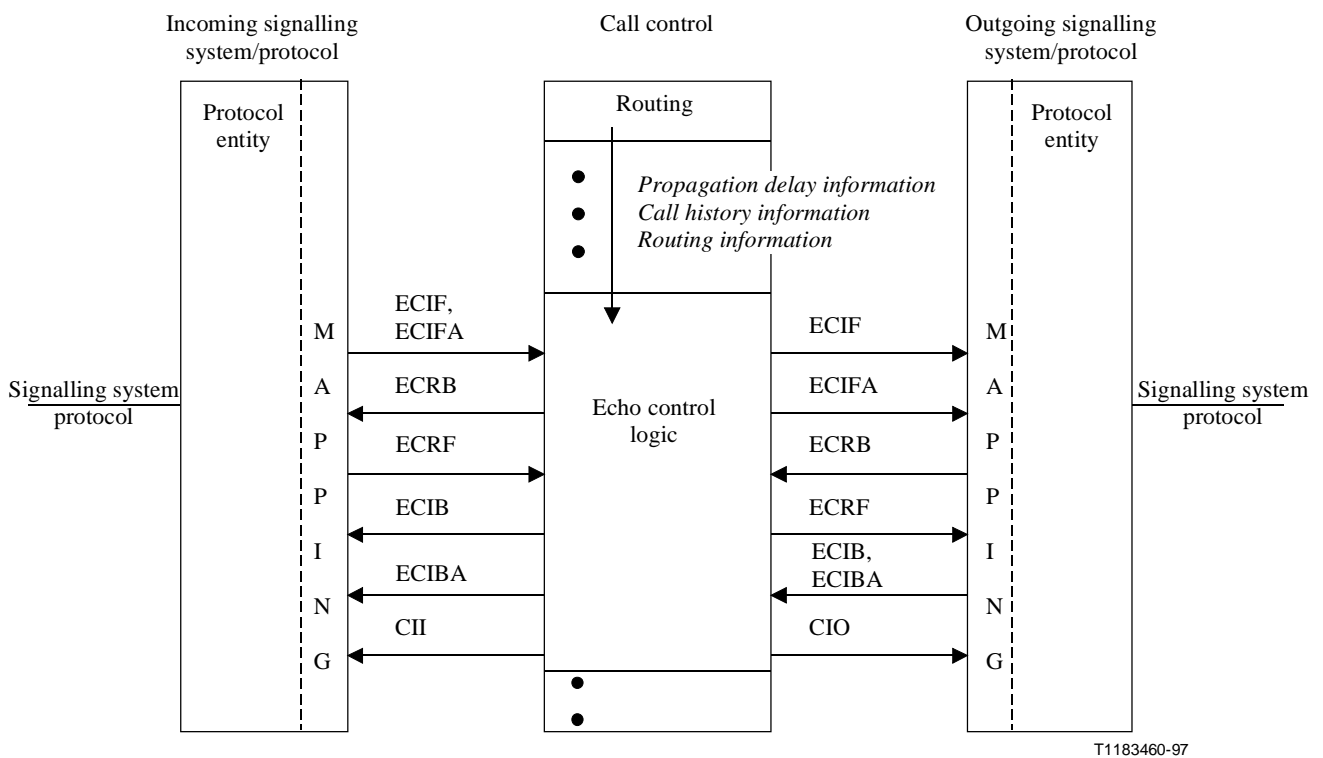 Incoming signalling
system/protocol
Call control
Outgoing signalling
system/protocol
Protocol
entity
Routing
Protocol
entity
Propagation delay information
Call history information
Routing information
ECIF,
ECIFA
ECRB
ECRF
ECIB
ECIBA
CII
Echo control
logic
ECIF
ECIFA
ECRB
ECRF
ECIB,
ECIBA
CIO
M
A
P
P
I
N
G
M
A
P
P
I
N
G
Signalling system
protocol
Signalling system
protocol
T1183460-97